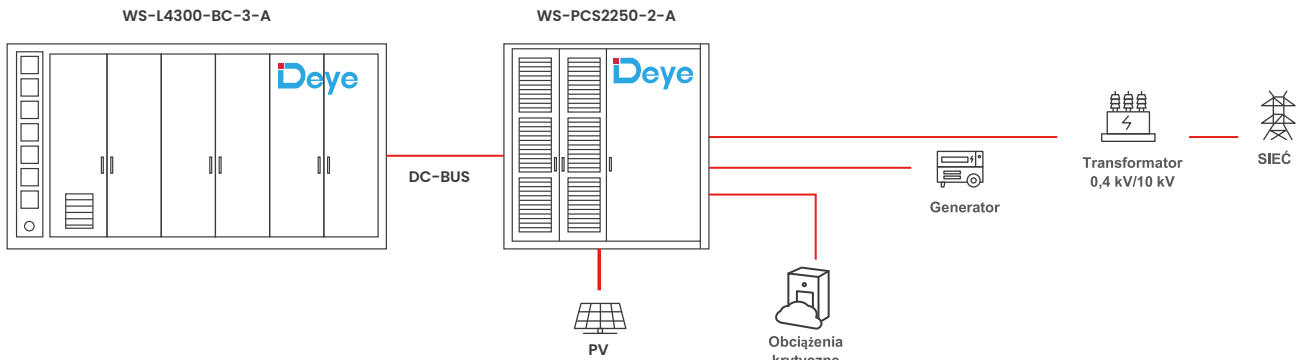 WS-L4300-BC-3-A
WS-PCS2250-2-A
Deye
Deye
DC-BUS
Transformator
0,4 kV/10 kV
SIEĆ
Generator
PV
Obciążenia
krytyczne